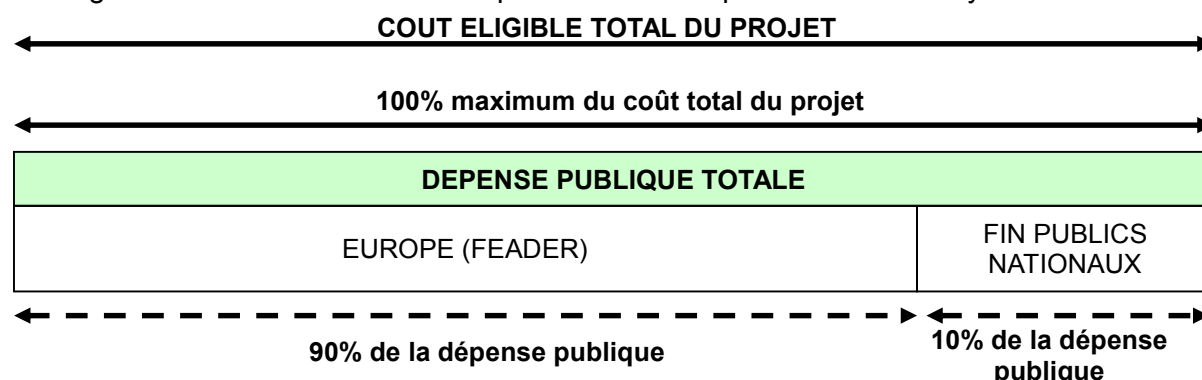 COUT ELIGIBLE TOTAL DU PROJET
100% maximum du coût total du projet
DEPENSE PUBLIQUE TOTALE
EUROPE (FEADER)
FIN PUBLICS
NATIONAUX
90% de la dépense publique
10% de la dépense
publique